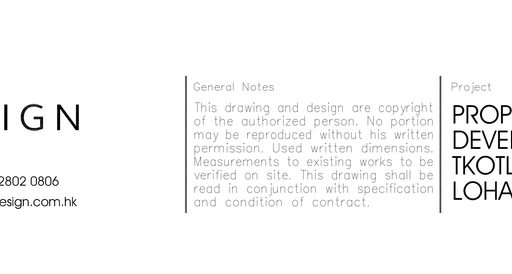 IGN
2802 0806
esign.com.hk
General Notes
This drawing and design are copyright
of the authorized person. No portion
may be reproduced without his written
permission. Used written dimensions.
Measurements to existing works to be
verified on site. This drawing shall be
read in conjunction with specification
and condition of contract.
Project
PROP
DEVE
TKOTL
LOHA